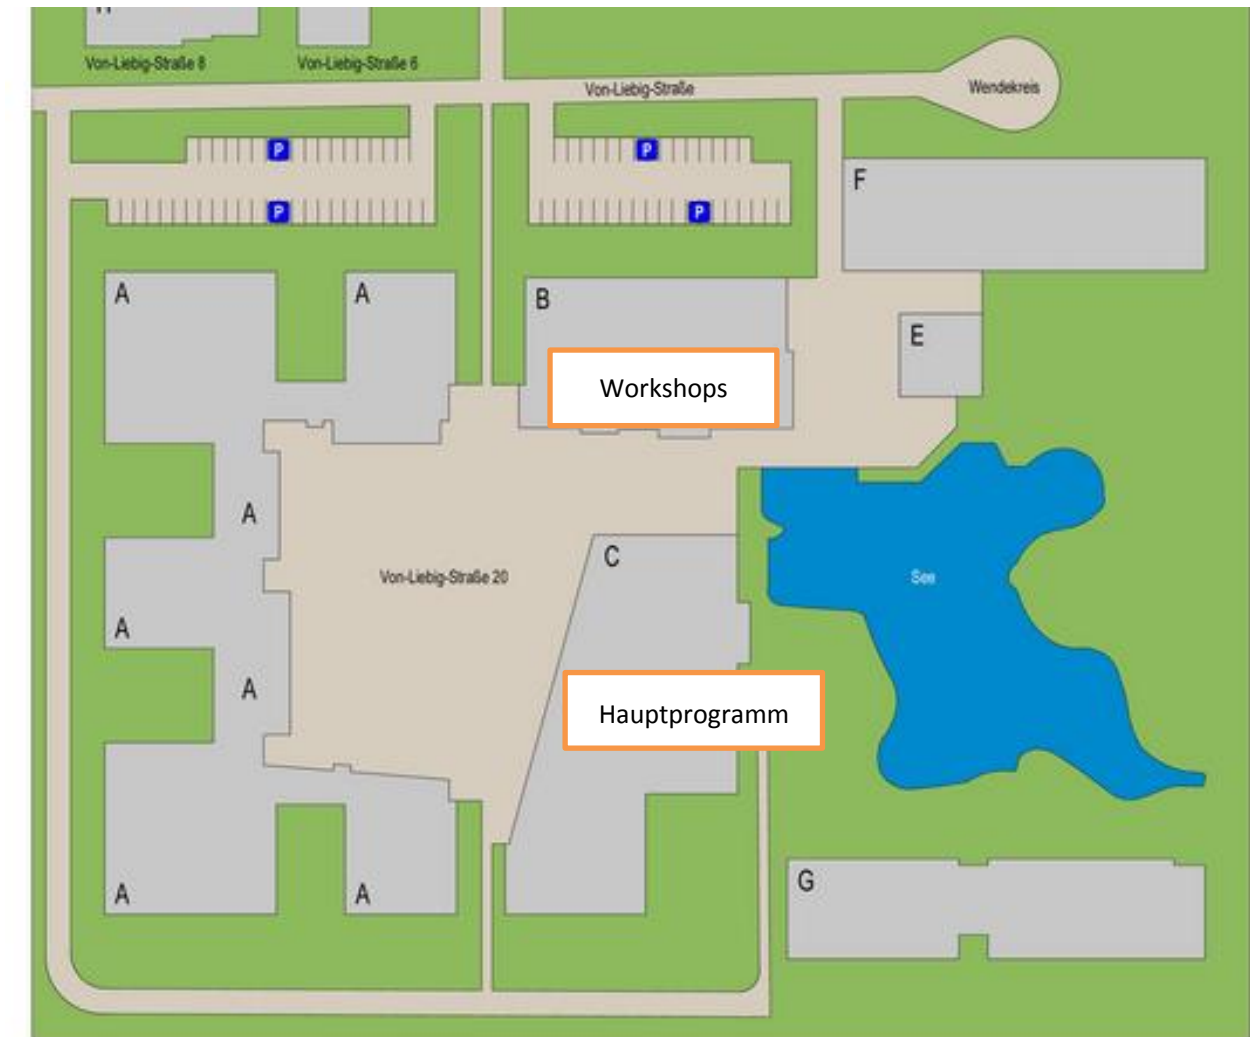 H
Von-Liebig-Straße 8
Von-Liebig-Straße 6
Von-Liebig-Straße
Wendekreis
P
P
P
P
F
A
A
B
E
Workshops
A
C
Von-Liebig-Straße 20
See
A
A
Hauptprogramm
G
A
A